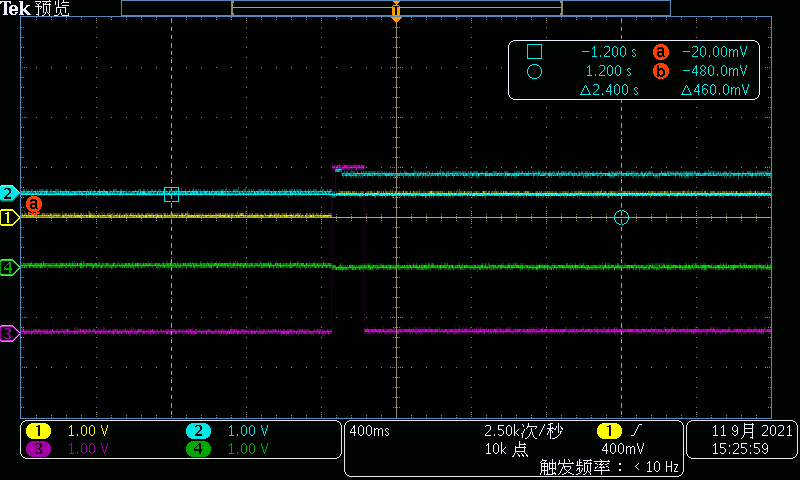 Tek 预览
T
-1.200 s a -20.00mV
1.200 s b -480.0mV
△2.400 s △460.0mV
2
a
1
4
3
1 1.00 V 2 1.00 V
3 1.00 V 4 1.00 V
400ms 2.50k次/秒 1 400mV
10k 点
触发频率：< 10 Hz
11 9月 2021
15:25:59